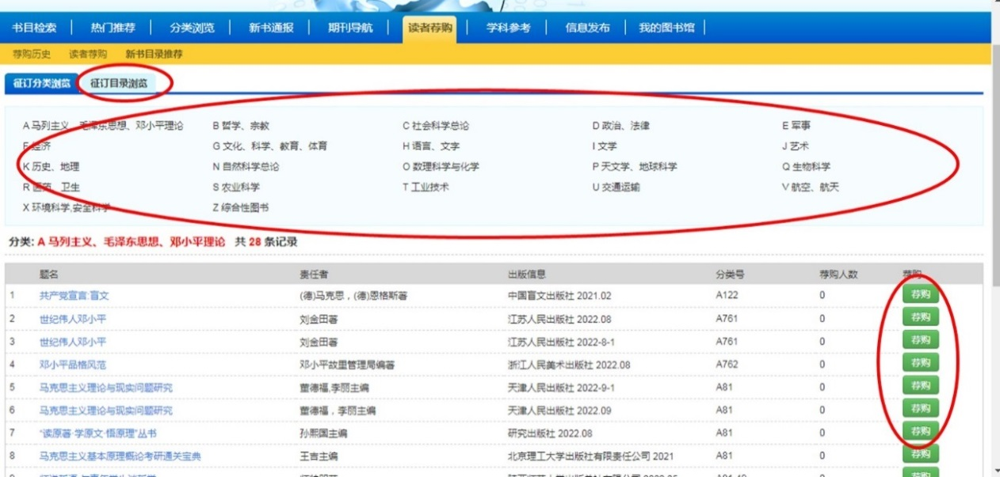 书目检索 热门推荐 分类浏览 新书通报 期刊导航 读者荐购 学科参考 信息发布 我的图书馆
荐购历史 读者荐购 新书目录推荐
征订分类浏览 征订目录浏览
A 马列主义、毛泽东思想、邓小平理论 B 哲学、宗教 C 社会科学总论 D 政治、法律 E 军事
F 经济 G 文化、科学、教育、体育 H 语言、文字 I 文学 J 艺术
K 历史、地理 N 自然科学总论 O 数理科学与化学 P 天文学、地球科学 Q 生物科学
R 医药、卫生 S 农业科学 T 工业技术 U 交通运输 V 航空、航天
X 环境科学,安全科学 Z 综合性图书
分类: A 马列主义、毛泽东思想、邓小平理论 共 28 条记录
题名 责任者 出版信息 分类号 荐购人数 荐购
1 共产党宣言:盲文 (德)马克思，(德)恩格斯著 中国盲文出版社 2021.02 A122 0 荐购
2 世纪伟人邓小平 刘金田著 江苏人民出版社 2022.08 A761 0 荐购
3 世纪伟人邓小平 刘金田著 江苏人民出版社 2022-8-1 A761 0 荐购
4 邓小平品格风范 邓小平故里管理局编著 浙江人民美术出版社 2022.08 A762 0 荐购
5 马克思主义理论与现实问题研究 董德福,李丽主编 天津人民出版社 2022-9-1 A81 0 荐购
6 马克思主义理论与现实问题研究 董德福，李丽主编 天津人民出版社 2022.09 A81 0 荐购
7 “读原著·学原文·悟原理”丛书 孙熙国主编 研究出版社 2022.08 A81 0 荐购
8 马克思主义基本原理概论考研通关宝典 王吉主编 北京理工大学出版社有限责任公司 2021 A81 0 荐购